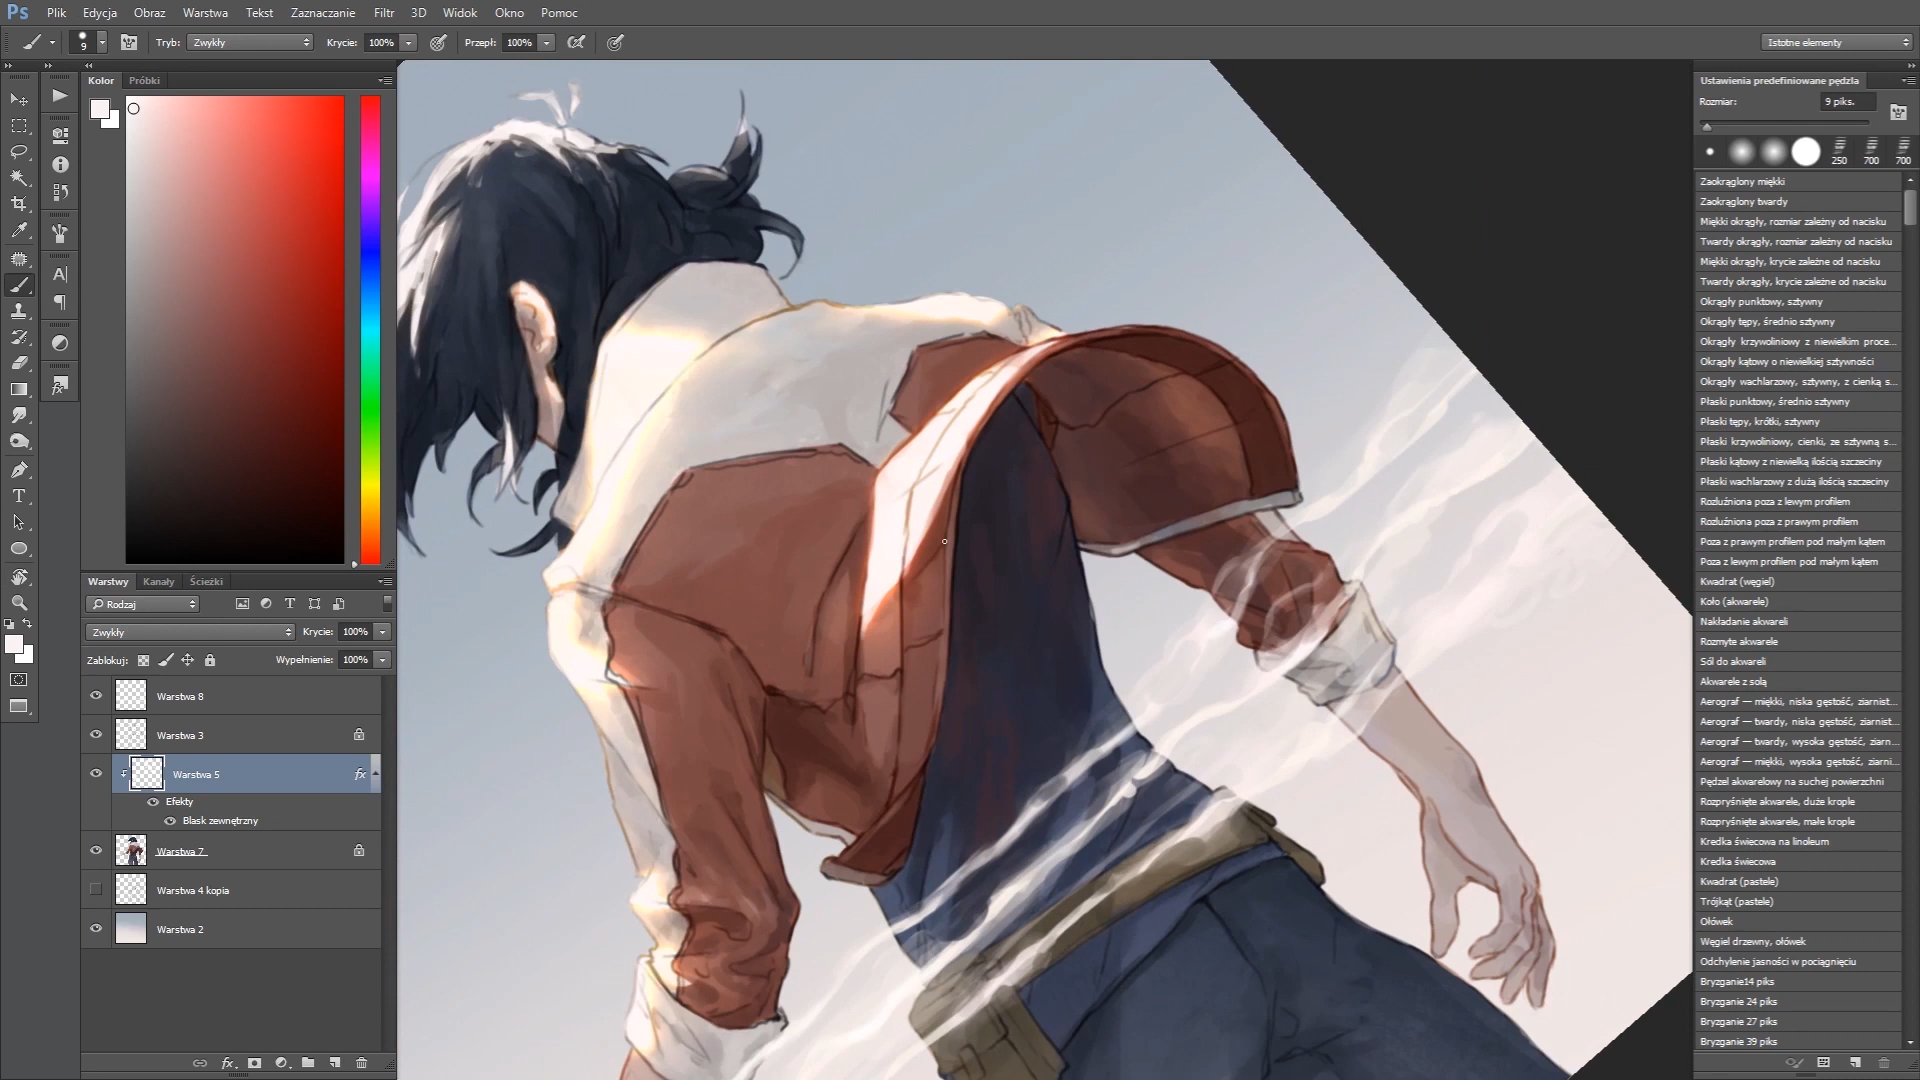 Ps Plik Edycja Obraz Warstwa Tekst Zaznaczanie Filtr 3D Widok Okno Pomoc
9 Tryb: Zwykły Krycie: 100% Przepł: 100% Istotne elementy
Kolor Próbki
Warstwy Kanały Ścieżki
Rodzaj
Zwykły Krycie: 100%
Zablokuj: Wypełnienie: 100%
Warstwa 8
Warstwa 3
Warstwa 5 fx
Efekty
Blask zewnętrzny
Warstwa 7
Warstwa 4 kopia
Warstwa 2
Ustawienia predefiniowane pędzla
Rozmiar: 9 piks.
250 700 700
Zaokrąglony miękki
Zaokrąglony twardy
Miękki okrągły, rozmiar zależny od nacisku
Twardy okrągły, rozmiar zależny od nacisku
Miękki okrągły, krycie zależne od nacisku
Twardy okrągły, krycie zależne od nacisku
Okrągły punktowy, sztywny
Okrągły tępy, średnio sztywny
Okrągły krzywoliniowy z niewielkim proce...
Okrągły kątowy o niewielkiej sztywności
Okrągły wachlarzowy, sztywny, z cienką s...
Płaski punktowy, średnio sztywny
Płaski tępy, krótki, sztywny
Płaski krzywoliniowy, cienki, ze sztywną s...
Płaski kątowy z niewielką ilością szczeciny
Płaski wachlarzowy z dużą ilością szczeciny
Rozluźniona poza z lewym profilem
Rozluźniona poza z prawym profilem
Poza z prawym profilem pod małym kątem
Poza z lewym profilem pod małym kątem
Kwadrat (węgiel)
Koło (akwarele)
Nakładanie akwareli
Rozmyte akwarele
Sól do akwareli
Akwarele z solą
Aerograf — miękki, niska gęstość, ziarnist...
Aerograf — twardy, niska gęstość, ziarnist...
Aerograf — twardy, wysoka gęstość, ziarn...
Aerograf — miękki, wysoka gęstość, ziarni...
Pędzel akwarelowy na suchej powierzchni
Rozpryśnięte akwarele, duże krople
Rozpryśnięte akwarele, małe krople
Kredka świecowa na linoleum
Kredka świecowa
Kwadrat (pastele)
Trójkąt (pastele)
Ołówek
Węgiel drzewny, ołówek
Odchylenie jasności w pociągnięciu
Bryzganie14 piks
Bryzganie 24 piks
Bryzganie 27 piks
Bryzganie 39 piks